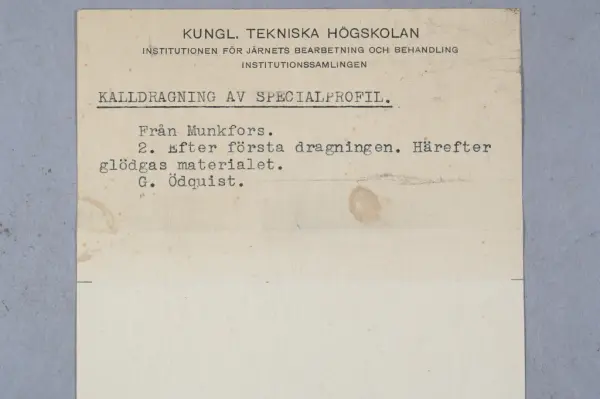 KUNGL. TEKNISKA HÖGSKOLAN
INSTITUTIONEN FÖR JÄRNETS BEARBETNING OCH BEHANDLING
INSTITUTIONSSAMLINGEN
KALLDRAGNING AV SPECIALPROFIL.
Från Munkfors.
2. Efter första dragningen. Härefter
glödgas materialet.
G. Ödquist.